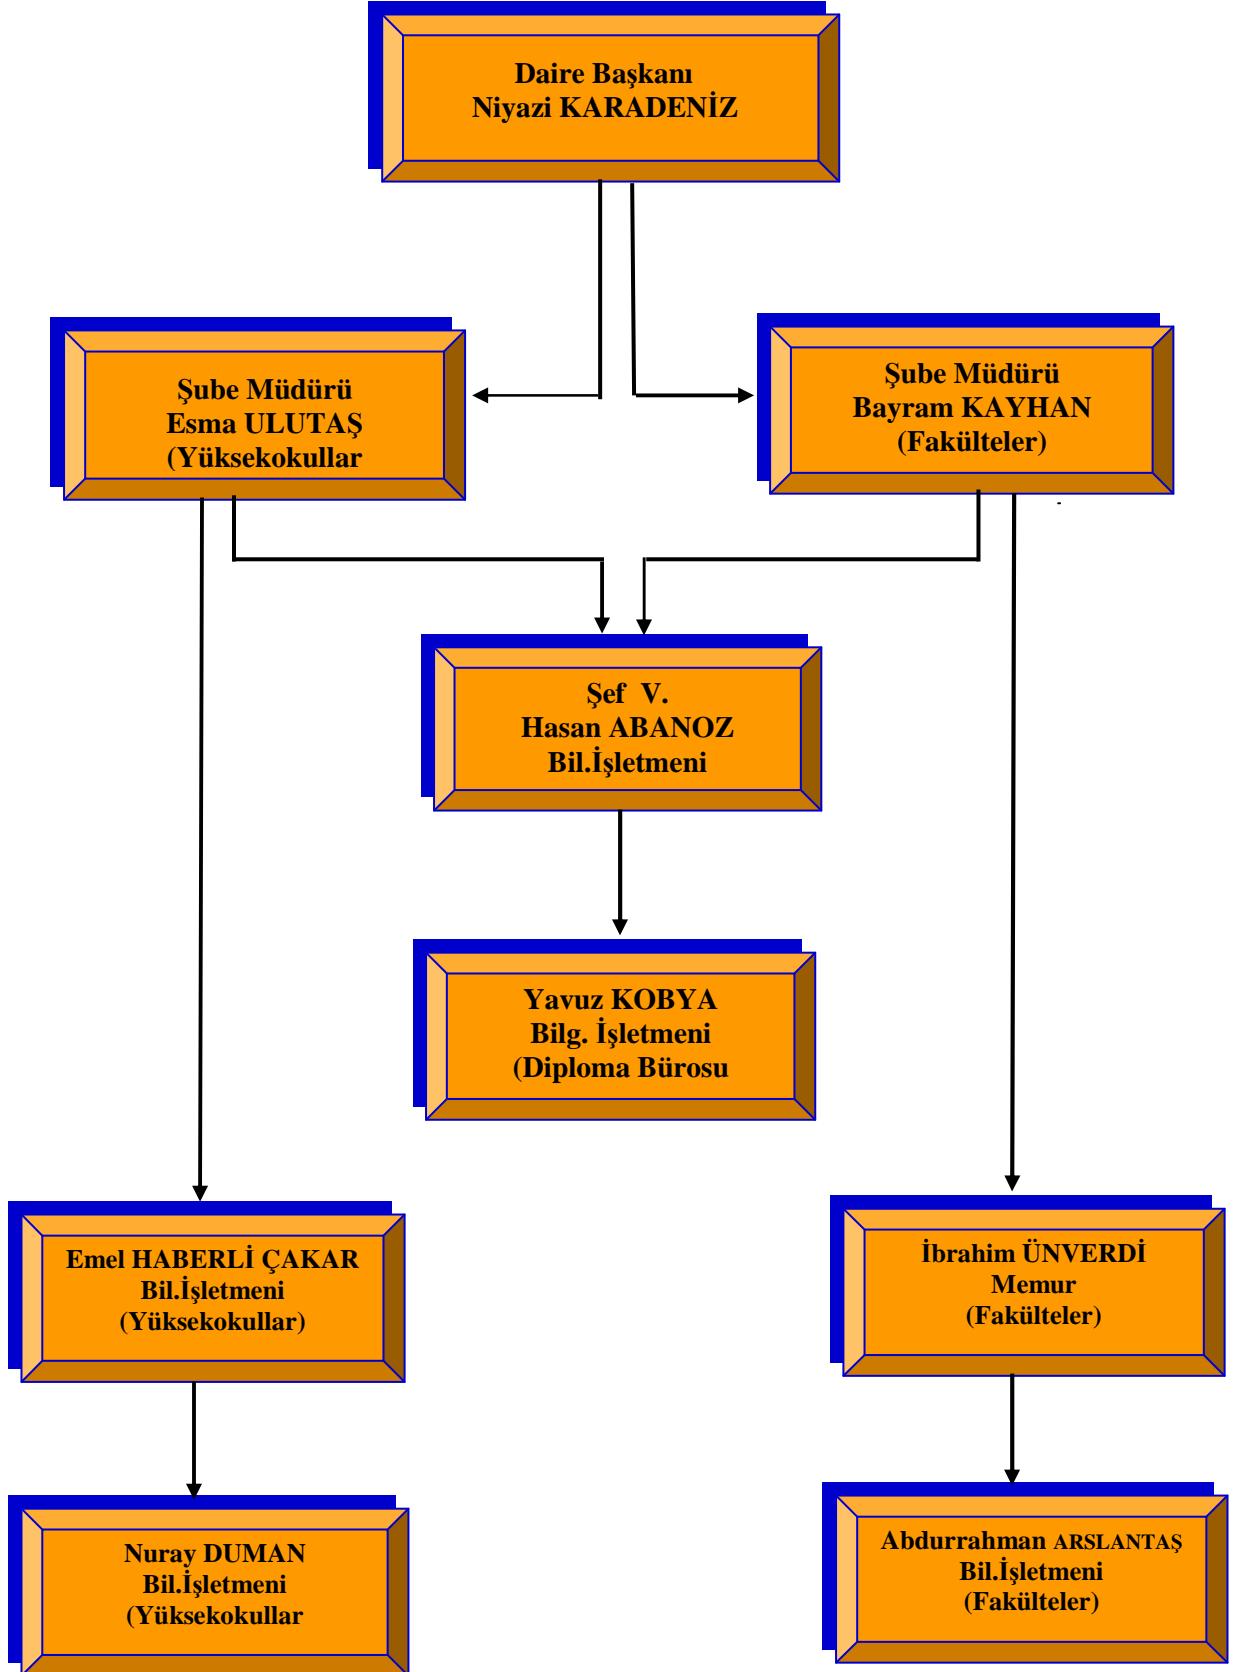 Daire Başkanı
Niyazi KARADENİZ
Şube Müdürü
Esma ULUTAŞ
(Yüksekokullar
Şube Müdürü
Bayram KAYHAN
(Fakülteler)
-
Şef V.
Hasan ABANOZ
Bil.İşletmeni
Yavuz KOBYA
Bilg. İşletmeni
(Diploma Bürosu
Emel HABERLİ ÇAKAR
Bil.İşletmeni
(Yüksekokullar)
İbrahim ÜNVERDİ
Memur
(Fakülteler)
Nuray DUMAN
Bil.İşletmeni
(Yüksekokullar
Abdurrahman ARSLANTAŞ
Bil.İşletmeni
(Fakülteler)